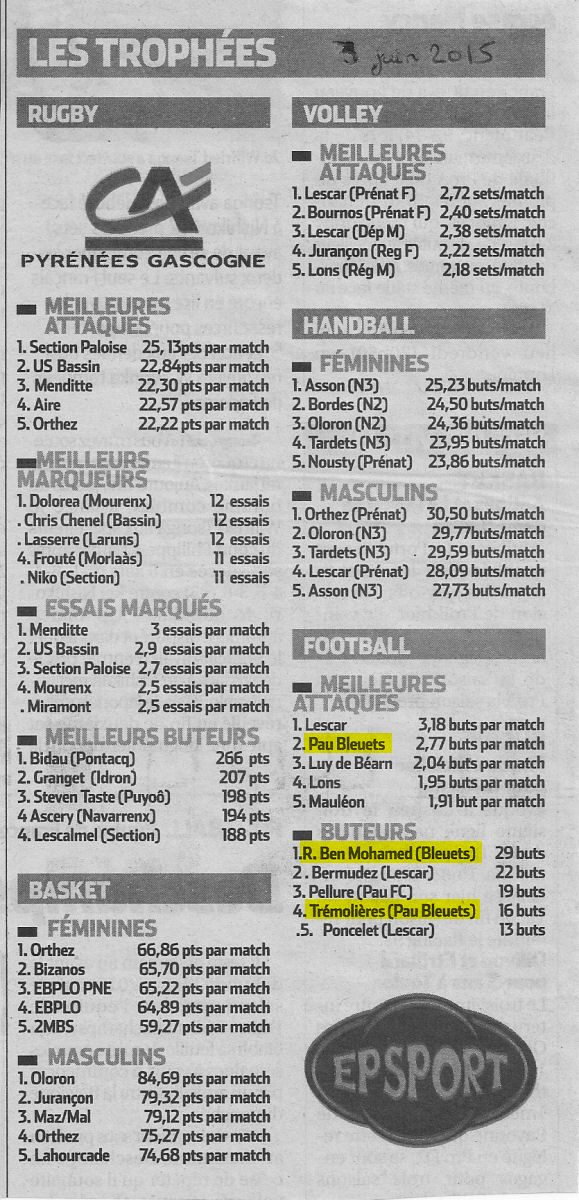 LES TROPHÉES 3 juin 2015
RUGBY
CA
PYRÉNÉES GASCOGNE
MEILLEURES
ATTAQUES
1. Section Paloise 25,13pts par match
2. US Bassin 22,84pts par match
3. Menditte 22,30 pts par match
4. Aire 22,57 pts par match
5. Orthez 22,22 pts par match
MEILLEURS
MARQUEURS
1. Dolorea (Mourenx) 12 essais
. Chris Chenel (Bassin) 12 essais
. Lasserre (Laruns) 12 essais
4. Frouté (Morlaàs) 11 essais
. Niko (Section) 11 essais
ESSAIS MARQUÉS
1. Menditte 3 essais par match
2. US Bassin 2,9 essais par match
3. Section Paloise 2,7 essais par match
4. Mourenx 2,5 essais par match
. Miramont 2,5 essais par match
MEILLEURS BUTEURS
1. Bidau (Pontacq) 266 pts
2. Granget (Idron) 207 pts
3. Steven Taste (Puyoô) 198 pts
4 Ascery (Navarrenx) 194 pts
4. Lescalmel (Section) 188 pts
BASKET
FÉMININES
1. Orthez 66,86 pts par match
2. Bizanos 65,70 pts par match
3. EBPLO PNE 65,22 pts par match
4. EBPLO 64,89 pts par match
5. 2MBS 59,27 pts par match
MASCULINS
1. Oloron 84,69 pts par match
2. Jurançon 79,32 pts par match
3. Maz/Mal 79,12 pts par match
4. Orthez 75,27 pts par match
5. Lahourcade 74,68 pts par match
VOLLEY
MEILLEURES
ATTAQUES
1. Lescar (Prénat F) 2,72 sets/match
2. Bournos (Prénat F) 2,40 sets/match
3. Lescar (Dép M) 2,38 sets/match
4. Jurançon (Reg F) 2,22 sets/match
5. Lons (Rég M) 2,18 sets/match
HANDBALL
FÉMININES
1. Asson (N3) 25,23 buts/match
2. Bordes (N2) 24,50 buts/match
3. Oloron (N2) 24,36 buts/match
4. Tardets (N3) 23,95 buts/match
5. Nousty (Prénat) 23,86 buts/match
MASCULINS
1. Orthez (Prénat) 30,50 buts/match
2. Oloron (N3) 29,77buts/match
3. Tardets (N3) 29,59 buts/match
4. Lescar (Prénat) 28,09 buts/match
5. Asson (N3) 27,73 buts/match
FOOTBALL
MEILLEURES
ATTAQUES
1. Lescar 3,18 buts par match
2. Pau Bleuets 2,77 buts par match
3. Luy de Béarn 2,04 buts par match
4. Lons 1,95 buts par match
5. Mauléon 1,91 but par match
BUTEURS
1.R. Ben Mohamed (Bleuets) 29 buts
2 . Bermudez (Lescar) 22 buts
3. Pellure (Pau FC) 19 buts
4. Trémolières (Pau Bleuets) 16 buts
.5. Poncelet (Lescar) 13 buts
EPSPORT